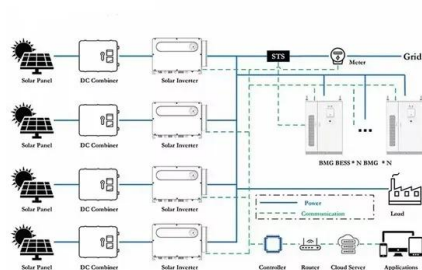 STS
Meter
Grid
Solar Panel
DC Combiner
Solar Inverter
Solar Panel
DC Combiner
Solar Inverter
BMG BESS * N BMG * N
Solar Panel
DC Combiner
Solar Inverter
Power
Communication
Load
Solar Panel
DC Combiner
Solar Inverter
Controller
Router
Cloud Server
Applications